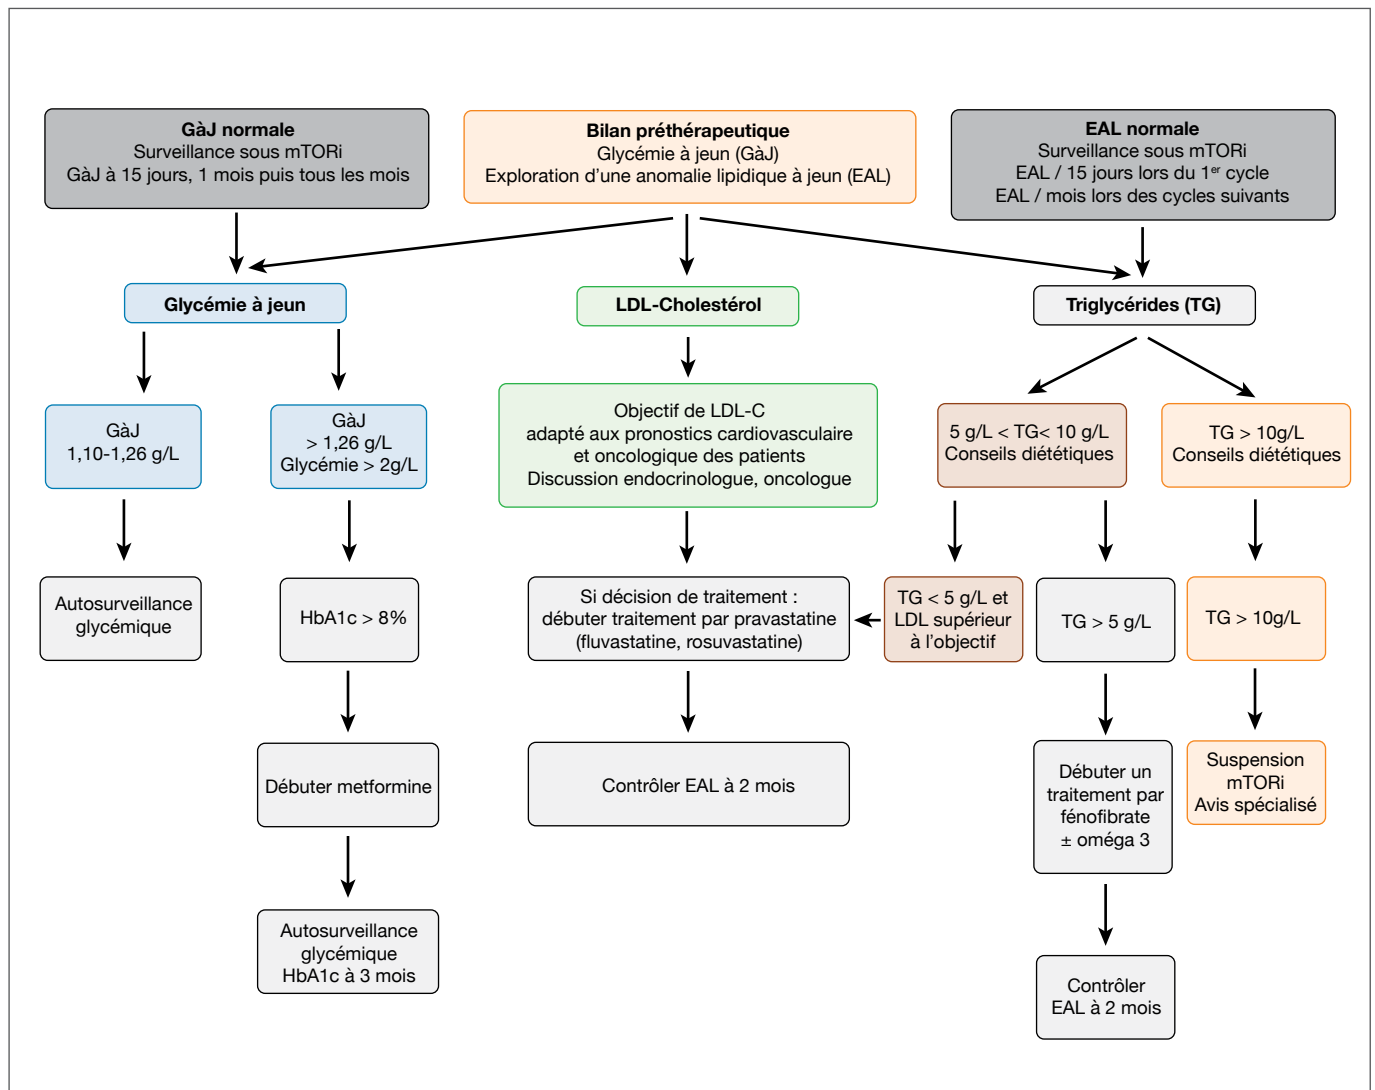 GàJ normale
Surveillance sous mTORi
GàJ à 15 jours, 1 mois puis tous les mois
Bilan préthérapeutique
Glycémie à jeun (GàJ)
Exploration d'une anomalie lipidique à jeun (EAL)
EAL normale
Surveillance sous mTORi
EAL / 15 jours lors du 1er cycle
EAL / mois lors des cycles suivants
Glycémie à jeun
LDL-Cholestérol
Triglycérides (TG)
GàJ
1,10-1,26 g/L
GàJ
> 1,26 g/L
Glycémie > 2g/L
Objectif de LDL-C
adapté aux pronostics cardiovasculaire
et oncologique des patients
Discussion endocrinologue, oncologue
5 g/L < TG< 10 g/L
Conseils diététiques
TG > 10g/L
Conseils diététiques
Autosurveillance
glycémique
HbA1c > 8%
Si décision de traitement :
débuter traitement par pravastatine
(fluvastatine, rosuvastatine)
TG < 5 g/L et
LDL supérieur
à l'objectif
TG > 5 g/L
TG > 10g/L
Débuter metformine
Contrôler EAL à 2 mois
Débuter un
traitement par
fénofibrate
± oméga 3
Suspension
mTORi
Avis spécialisé
Autosurveillance
glycémique
HbA1c à 3 mois
Contrôler
EAL à 2 mois